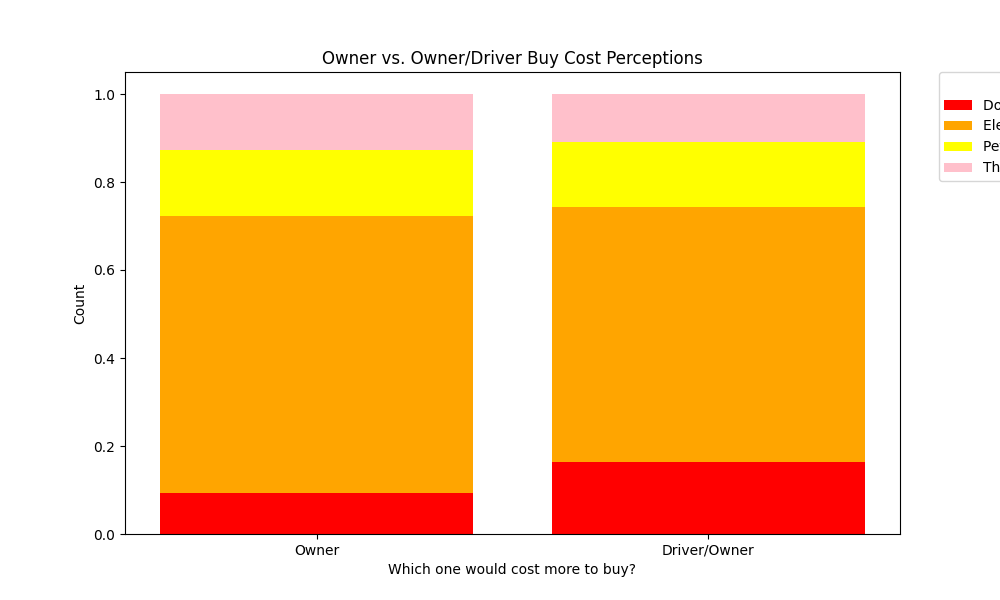 Owner vs. Owner/Driver Buy Cost Perceptions
1.0
0.8
0.6
0.4
0.2
0.0
Count
Owner
Driver/Owner
Which one would cost more to buy?